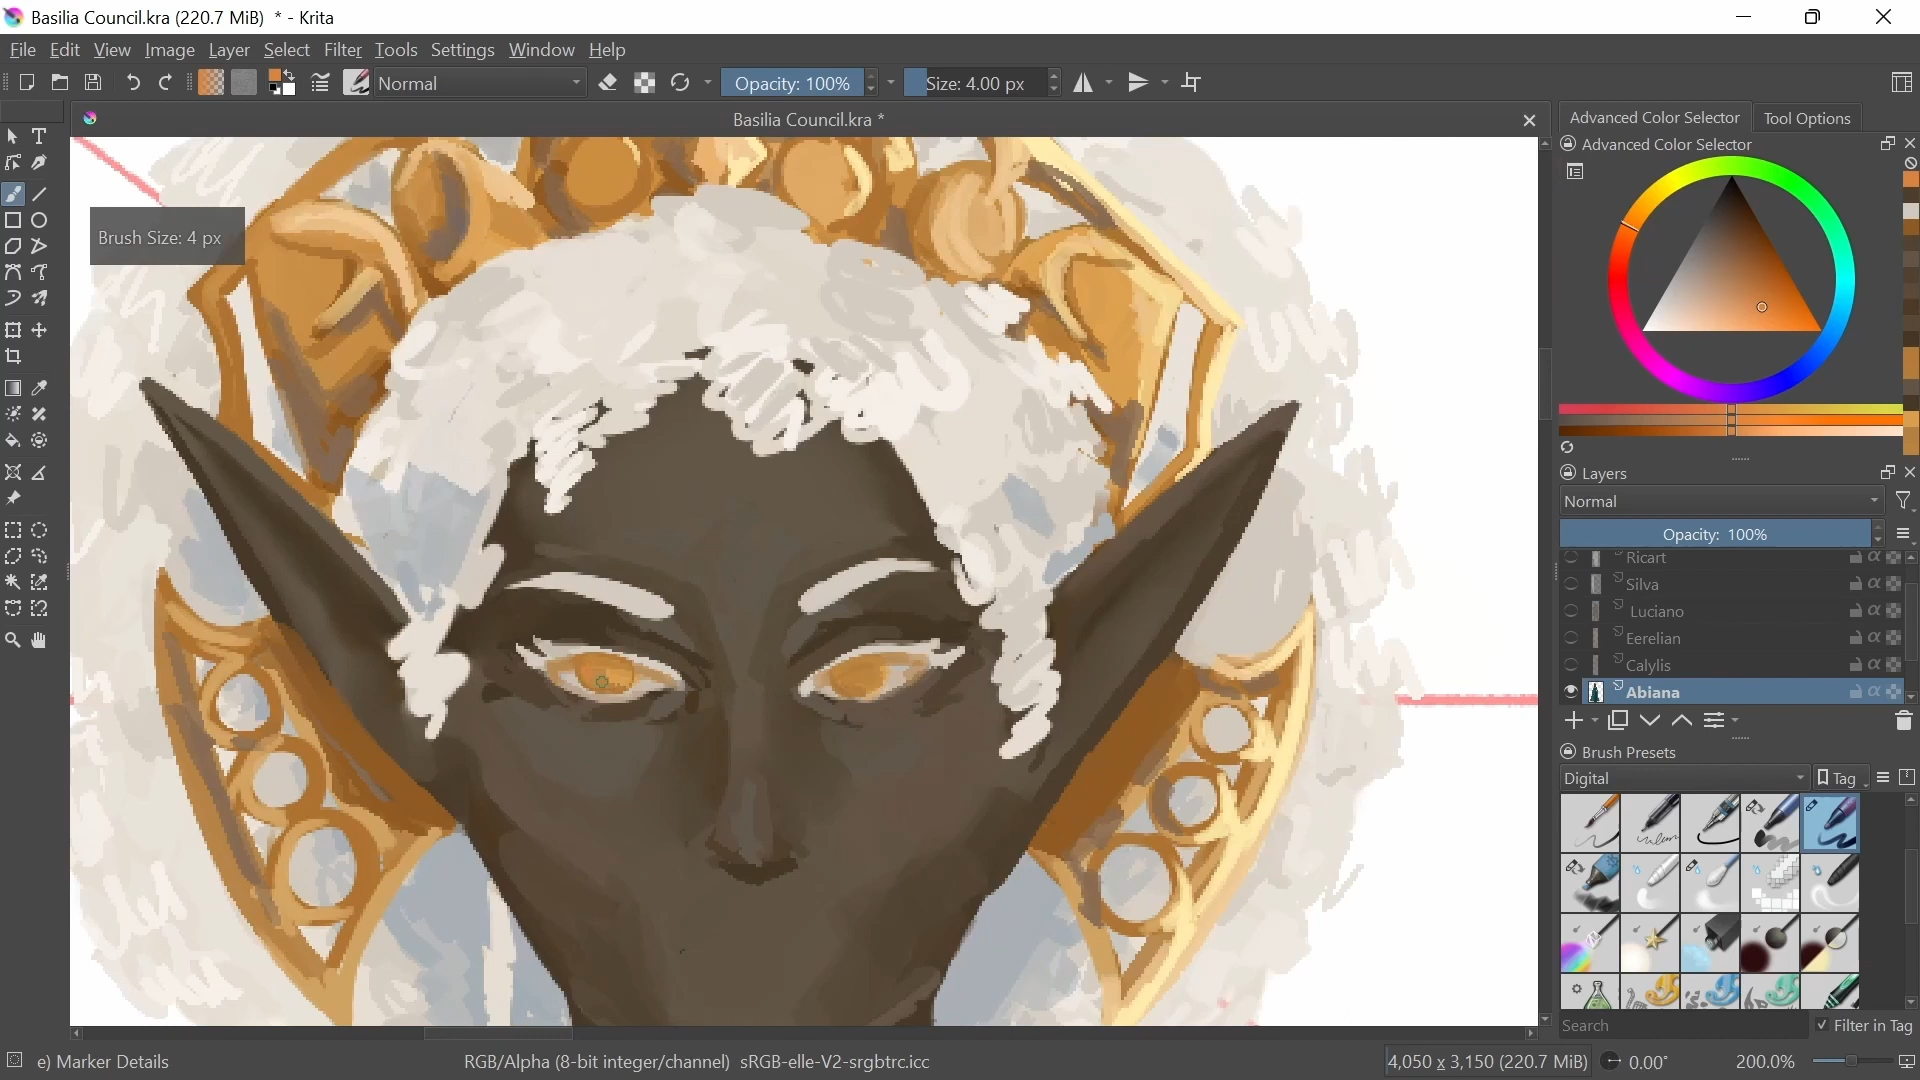 Basilia Council.kra (220.7 MiB) * - Krita
File Edit View Image Layer Select Filter Tools Settings Window Help
Normal
Opacity: 100%
Size: 4.00 px
Basilia Council.kra *
Advanced Color Selector
Tool Options
Advanced Color Selector
Brush Size: 4 px
Layers
Normal
Opacity: 100%
Ricart
Silva
Luciano
Eerelian
Calylis
Abiana
Brush Presets
Digital
Tag
Search
Filter in Tag
e) Marker Details
RGB/Alpha (8-bit integer/channel) sRGB-elle-V2-srgbtrc.icc
4,050 x 3,150 (220.7 MiB)
0.00°
200.0%